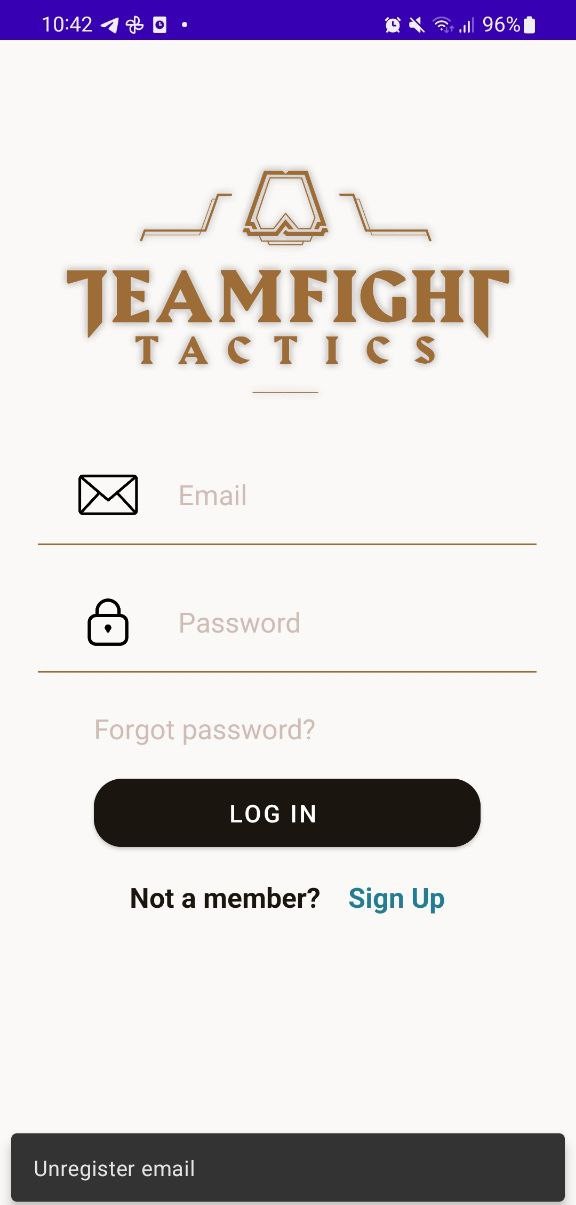 10:42 96%
TEAMFIGHT
TACTICS
Email
Password
Forgot password?
LOG IN
Not a member? Sign Up
Unregister email